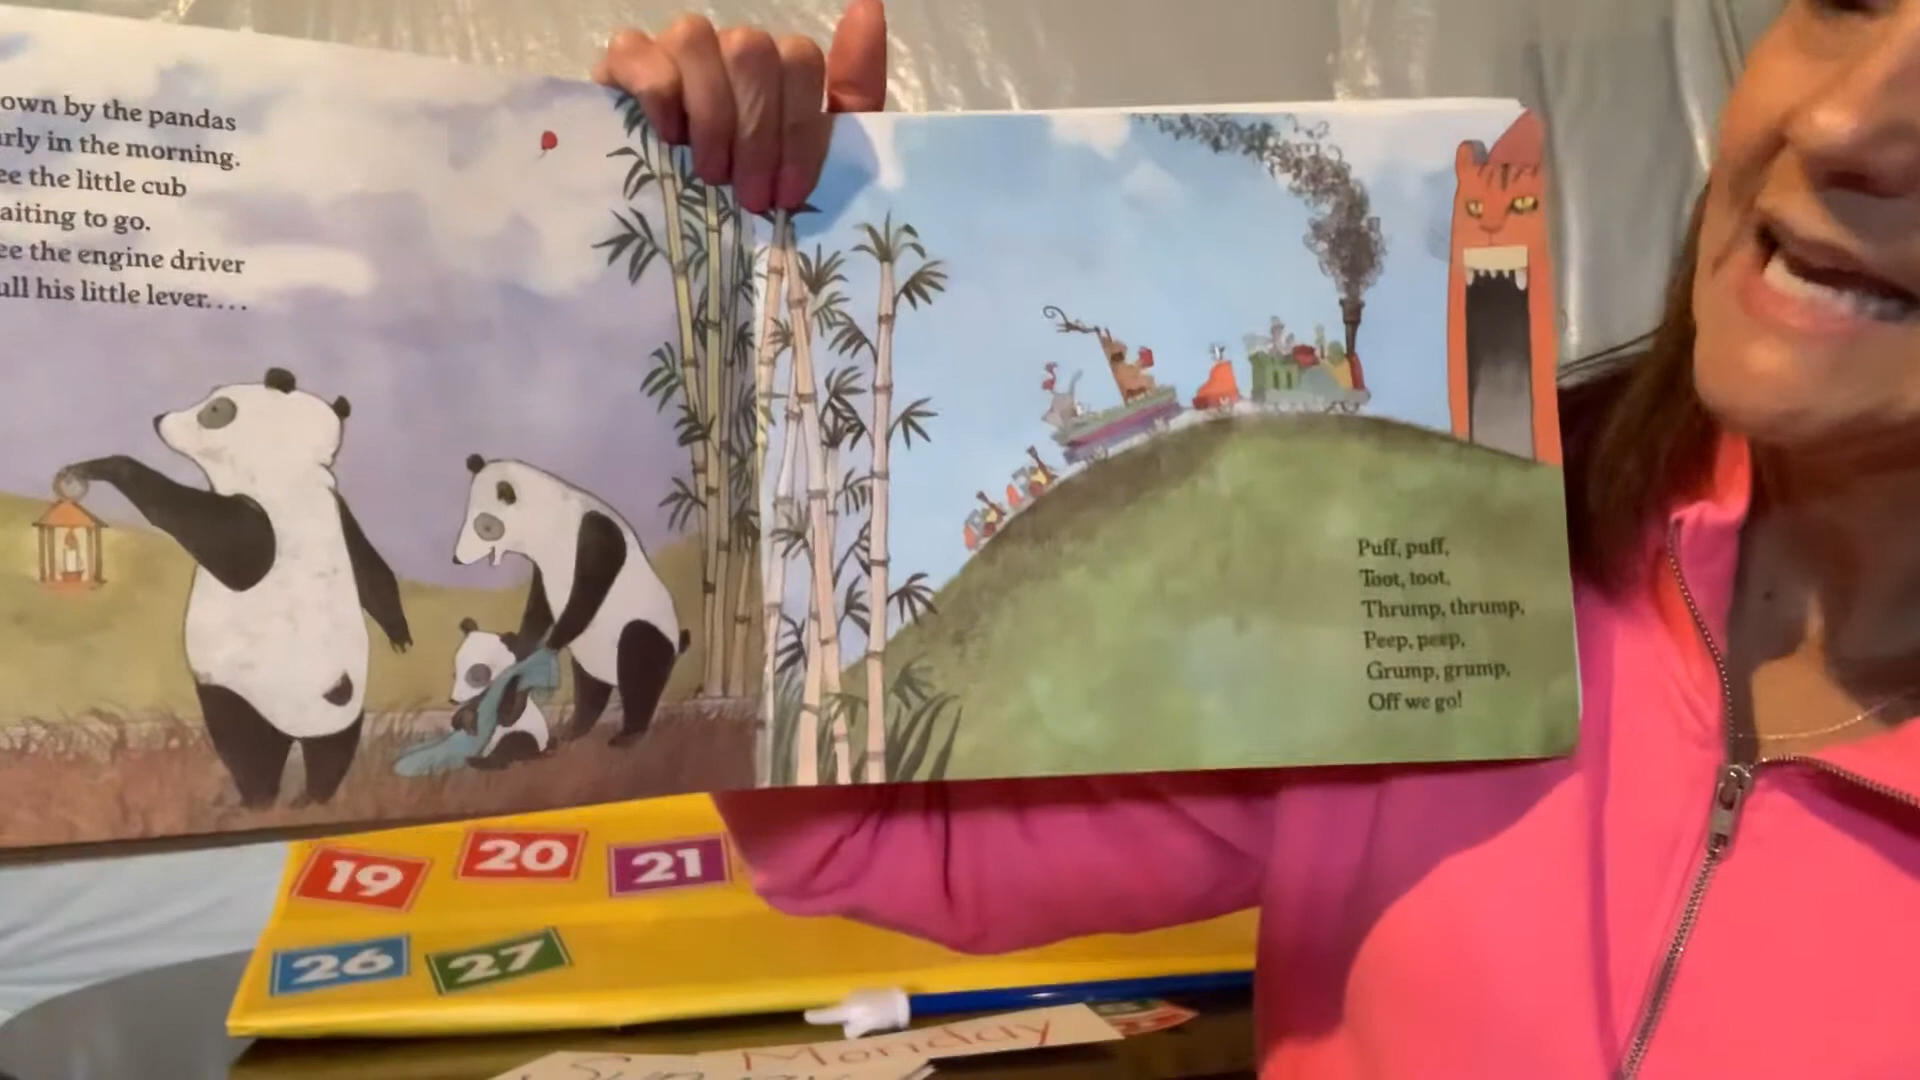 own by the pandas
rly in the morning.
ee the little cub
aiting to go.
ee the engine driver
ull his little lever....
Puff, puff,
Toot, toot,
Thrump, thrump,
Peep, peep,
Grump, grump,
Off we go!
19
20
21
26
27
Monday